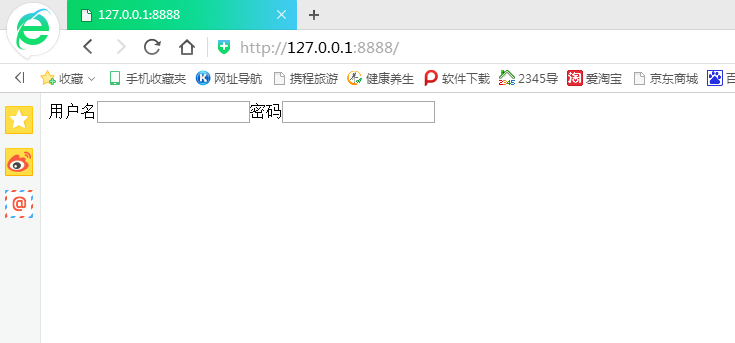 127.0.0.1:8888
http://127.0.0.1:8888/
收藏 手机收藏夹 网址导航 携程旅游 健康养生 软件下载 2345 2345导 淘 爱淘宝 京东商城 百
用户名 密码
@